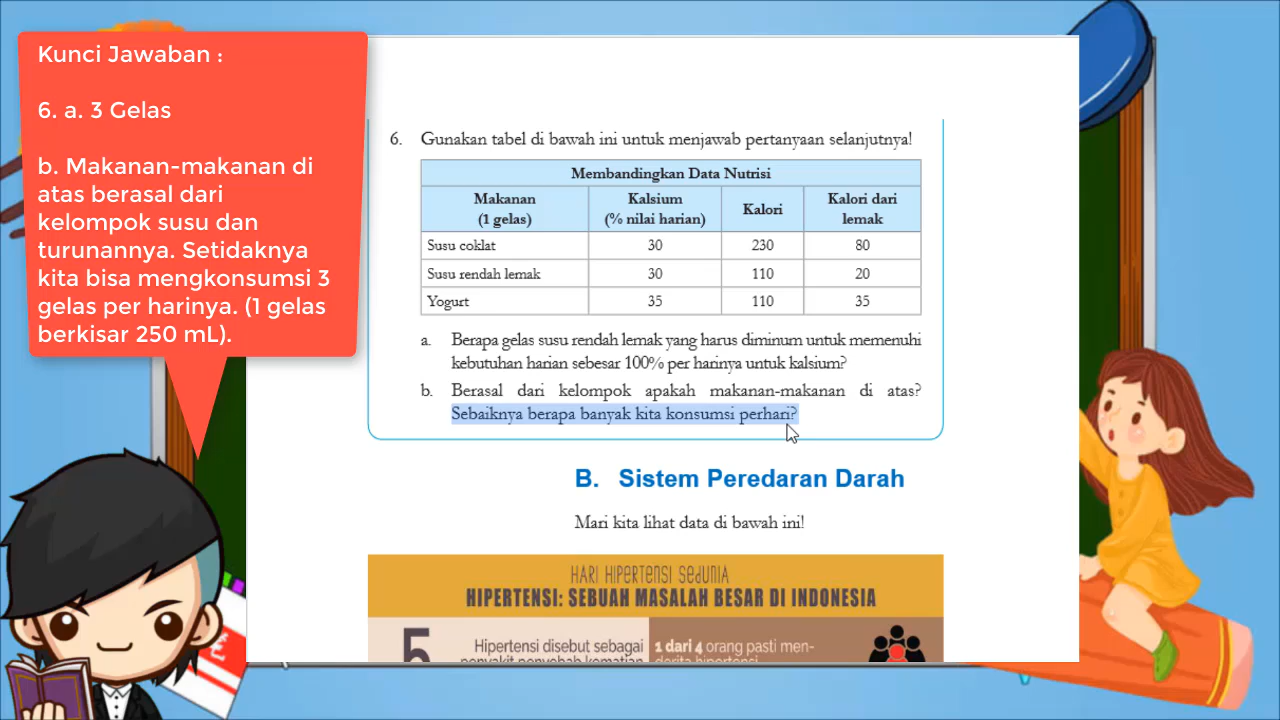 Kunci Jawaban :
6. a. 3 Gelas
b. Makanan-makanan di
atas berasal dari
kelompok susu dan
turunannya. Setidaknya
kita bisa mengkonsumsi 3
gelas per harinya. (1 gelas
berkisar 250 mL).
6. Gunakan tabel di bawah ini untuk menjawab pertanyaan selanjutnya!
Membandingkan Data Nutrisi
Makanan (1 gelas) Kalsium (% nilai harian) Kalori Kalori dari lemak
Susu coklat 30 230 80
Susu rendah lemak 30 110 20
Yogurt 35 110 35
a. Berapa gelas susu rendah lemak yang harus diminum untuk memenuhi
kebutuhan harian sebesar 100% per harinya untuk kalsium?
b. Berasal dari kelompok apakah makanan-makanan di atas?
Sebaiknya berapa banyak kita konsumsi perhari?
B. Sistem Peredaran Darah
Mari kita lihat data di bawah ini!
HARI HIPERTENSI SEDUNIA
HIPERTENSI: SEBUAH MASALAH BESAR DI INDONESIA
5 Hipertensi disebut sebagai
penyakit penyebab kematian
1 dari 4 orang pasti men-
derita hipertensi